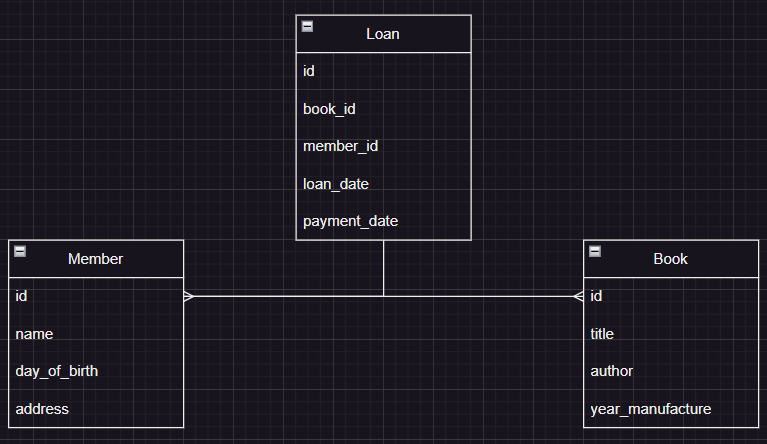 Loan
id
book_id
member_id
loan_date
payment_date
Member
id
name
day_of_birth
address
Book
id
title
author
year_manufacture